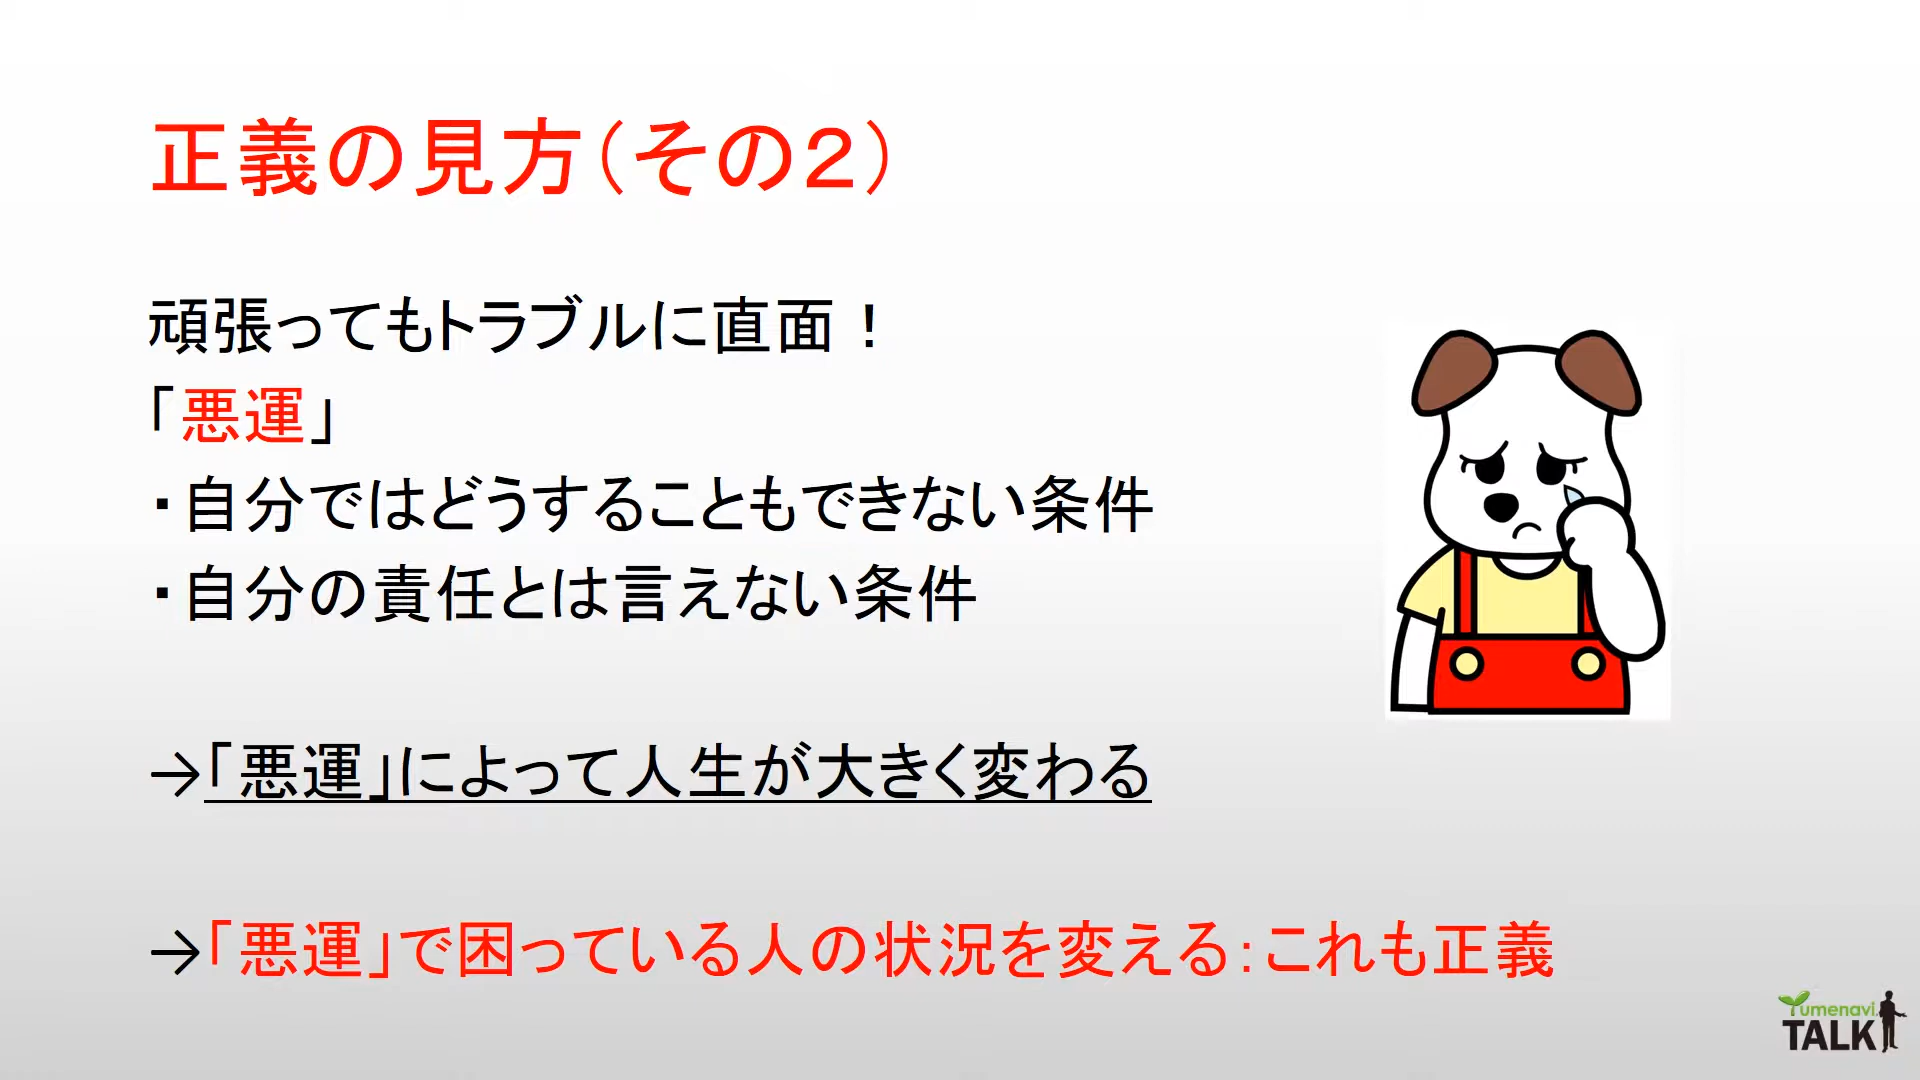 正義の見方（その２）
頑張ってもトラブルに直面！
「悪運」
・自分ではどうすることもできない条件
・自分の責任とは言えない条件
→「悪運」によって人生が大きく変わる
→「悪運」で困っている人の状況を変える：これも正義
Yumenavi
TALK